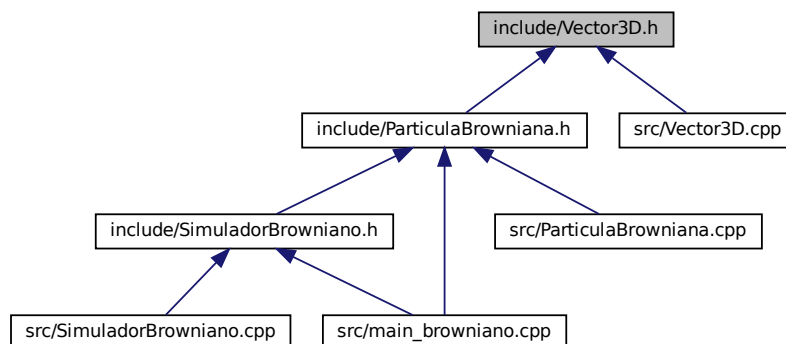 include/Vector3D.h
include/ParticulaBrowniana.h
src/Vector3D.cpp
include/SimuladorBrowniano.h
src/ParticulaBrowniana.cpp
src/SimuladorBrowniano.cpp
src/main_browniano.cpp